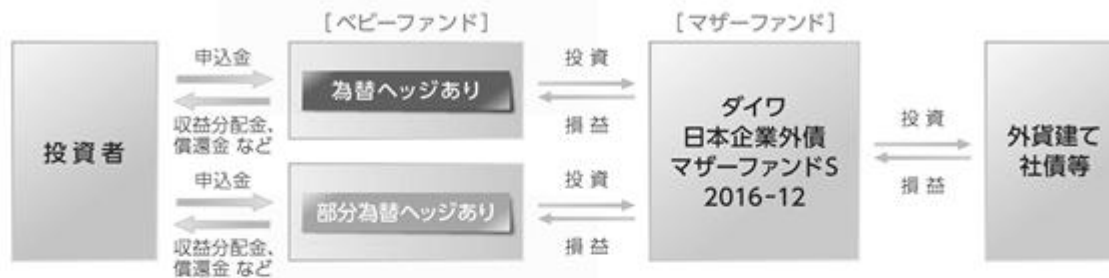 [ベビーファンド]
[マザーファンド]
投資者
申込金
収益分配金、
償還金 など
申込金
収益分配金、
償還金 など
為替ヘッジあり
部分為替ヘッジあり
投資
損益
投資
損益
ダイワ
日本企業外債
マザーファンドS
2016-12
投資
損益
外貨建て
社債等